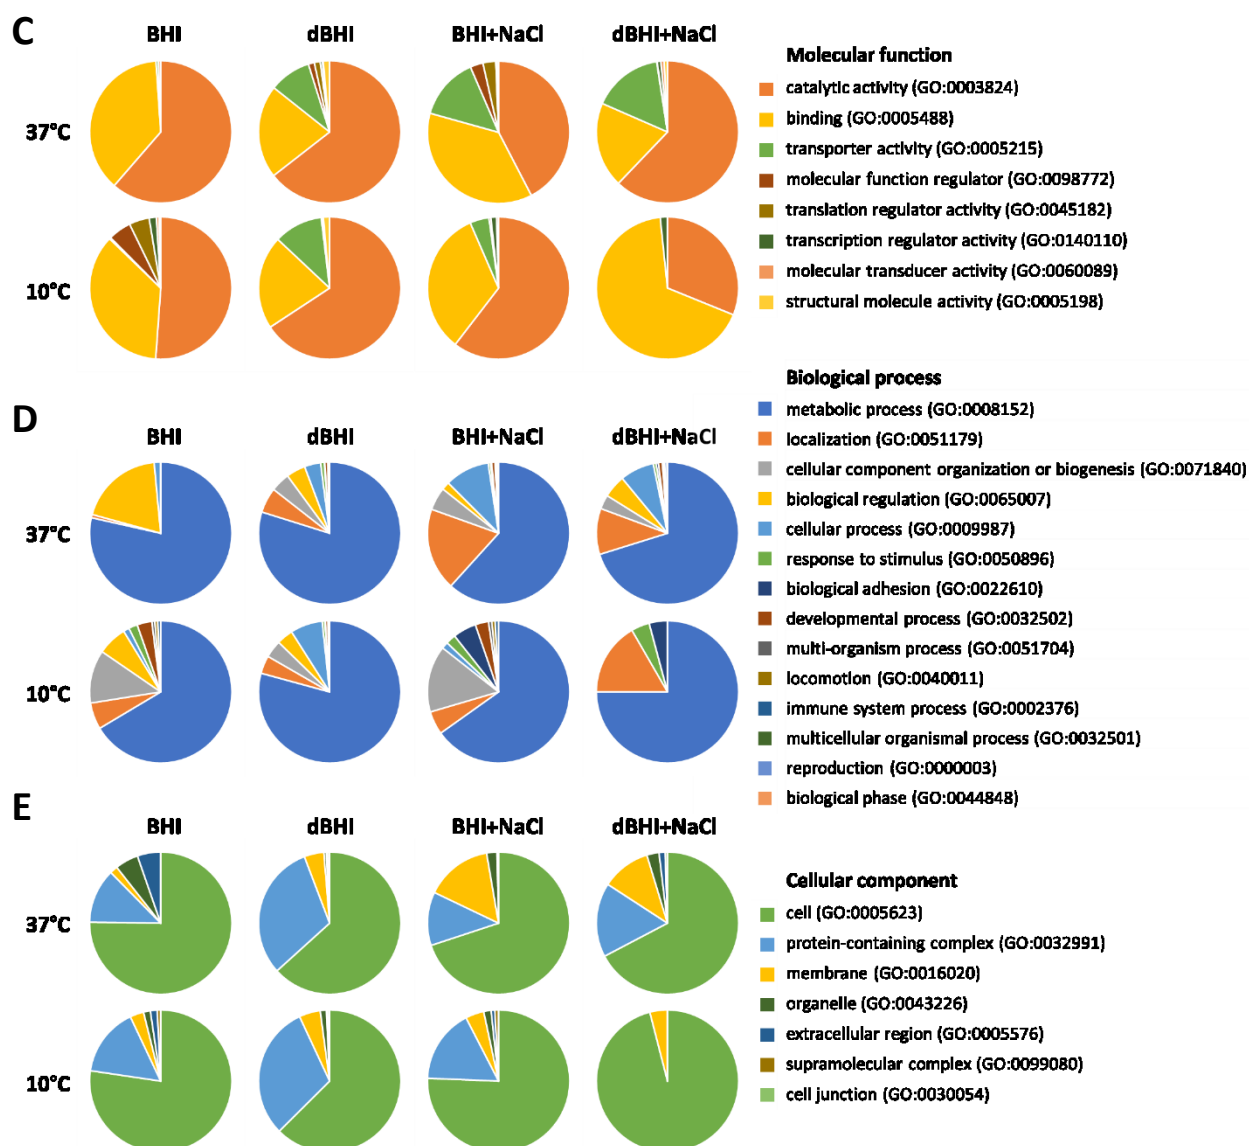 C
BHI dBHI BHI+NaCl dBHI+NaCl
37°C
10°C
Molecular function
catalytic activity (GO:0003824)
binding (GO:0005488)
transporter activity (GO:0005215)
molecular function regulator (GO:0098772)
translation regulator activity (GO:0045182)
transcription regulator activity (GO:0140110)
molecular transducer activity (GO:0060089)
structural molecule activity (GO:0005198)
D
BHI dBHI BHI+NaCl dBHI+NaCl
37°C
10°C
Biological process
metabolic process (GO:0008152)
localization (GO:0051179)
cellular component organization or biogenesis (GO:0071840)
biological regulation (GO:0065007)
cellular process (GO:0009987)
response to stimulus (GO:0050896)
biological adhesion (GO:0022610)
developmental process (GO:0032502)
multi-organism process (GO:0051704)
locomotion (GO:0040011)
immune system process (GO:0002376)
multicellular organismal process (GO:0032501)
reproduction (GO:0000003)
biological phase (GO:0044848)
E
BHI dBHI BHI+NaCl dBHI+NaCl
37°C
10°C
Cellular component
cell (GO:0005623)
protein-containing complex (GO:0032991)
membrane (GO:0016020)
organelle (GO:0043226)
extracellular region (GO:0005576)
supramolecular complex (GO:0099080)
cell junction (GO:0030054)